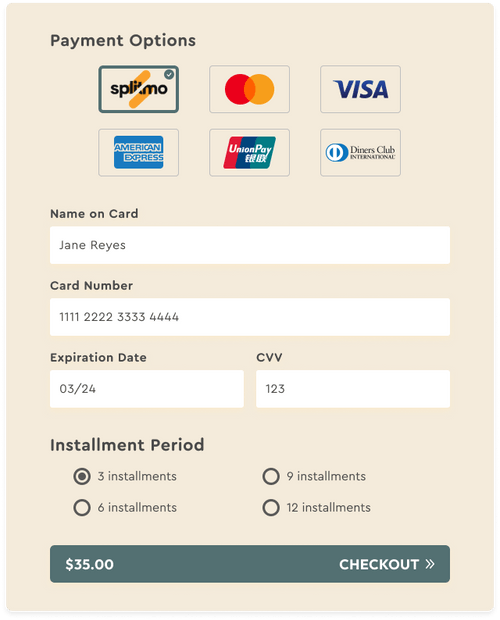 Payment Options
splitmo
VISA
AMERICAN
EXPRESS
UnionPay
银联
Diners Club
INTERNATIONAL
Name on Card
Jane Reyes
Card Number
1111 2222 3333 4444
Expiration Date CVV
03/24 123
Installment Period
3 installments 9 installments
6 installments 12 installments
$35.00 CHECKOUT »